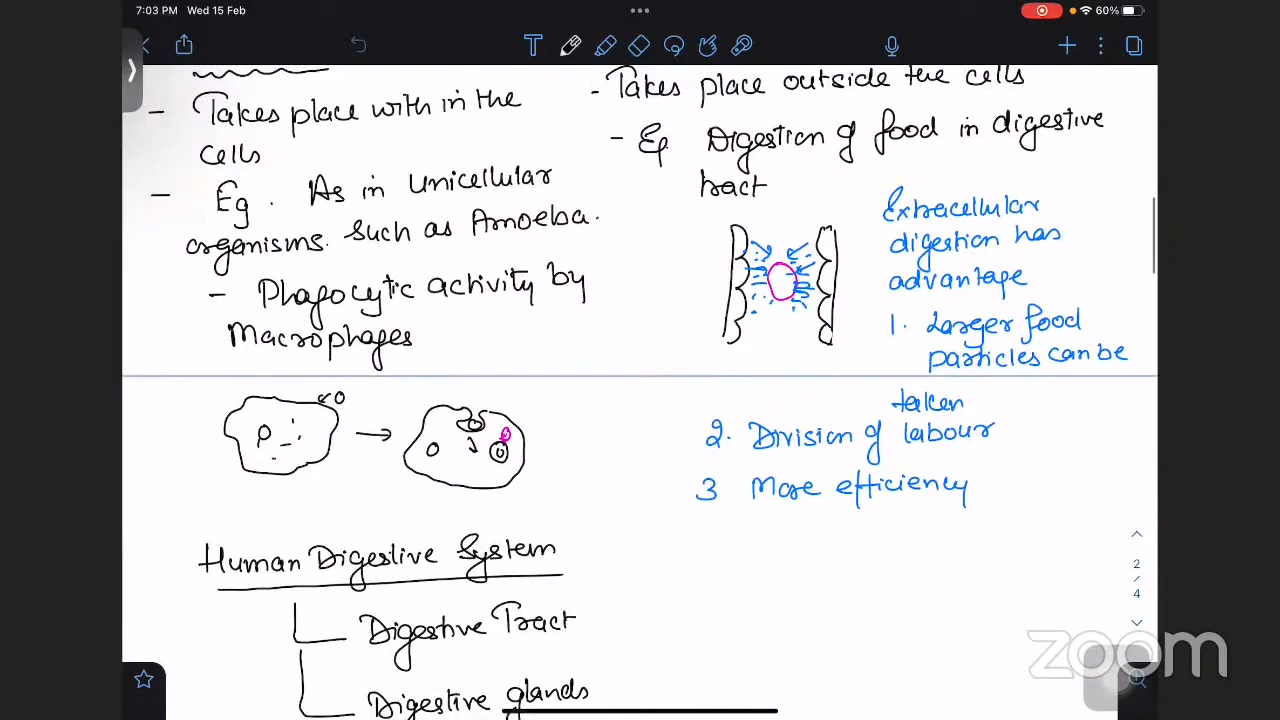 7:03 PM Wed 15 Feb
60%
- Takes place with in the
cells
- Eg. As in Unicellular
organisms. such as Amoeba.
- Phagocytic activity by
Macrophages
- Takes place outside the cells
- Eg Digestion of food in digestive
tract
Extracellular
digestion has
advantage
1. Larger food
particles can be
taken
2. Division of labour
3 More efficiency
Human Digestive System
Digestive Tract
Digestive glands
2
/
4
zoom